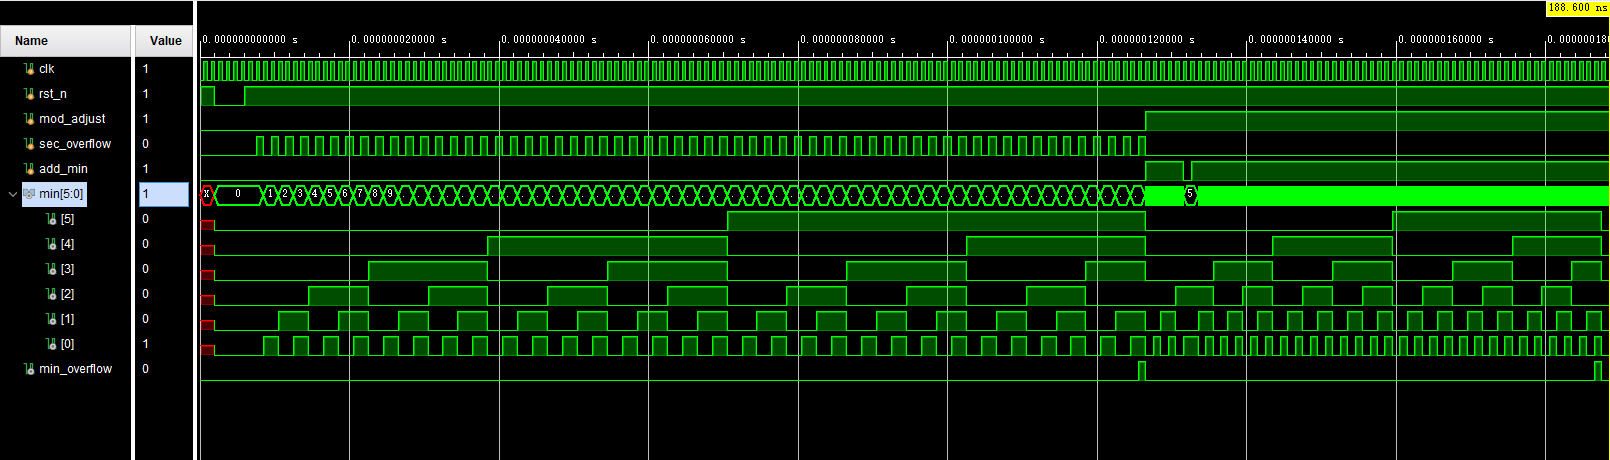 188.600 ns
Name Value 0.000000000000 s 0.000000020000 s 0.000000040000 s 0.000000060000 s 0.000000080000 s 0.000000100000 s 0.000000120000 s 0.000000140000 s 0.000000160000 s 0.000000180
clk 1
rst_n 1
mod_adjust 1
sec_overflow 0
add_min 1
min[5:0] 1 X 0 1 2 3 4 5 6 7 8 9 . . . . . . . . . . . . . . . . . . . . . . . . . . . . . . . . . . . . . . . . . . . . . . . . . . 5
[5] 0
[4] 0
[3] 0
[2] 0
[1] 0
[0] 1
min_overflow 0